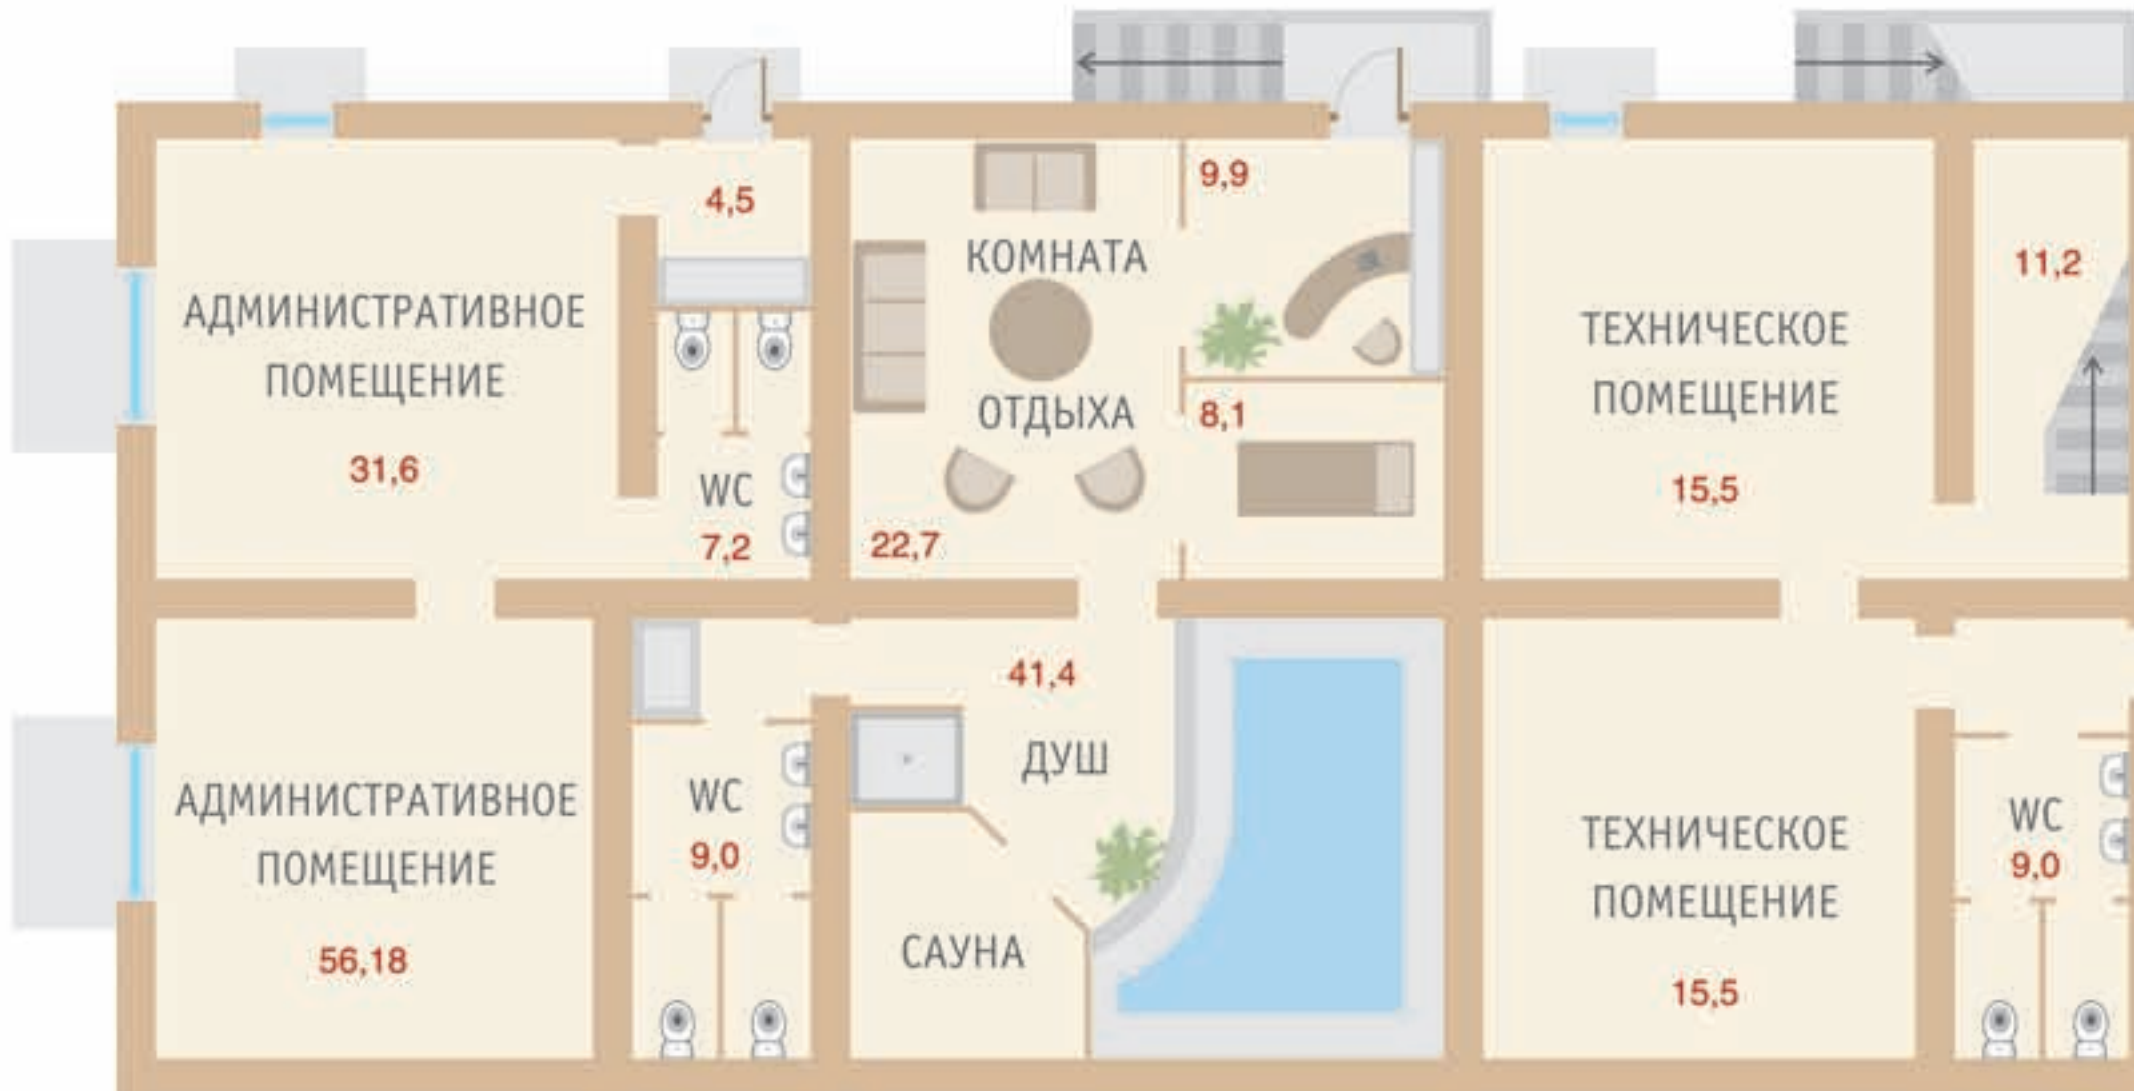 4,5
АДМИНИСТРАТИВНОЕ
ПОМЕЩЕНИЕ
31,6
WC
7,2
КОМНАТА
ОТДЫХА
22,7
9,9
8,1
ТЕХНИЧЕСКОЕ
ПОМЕЩЕНИЕ
15,5
11,2
АДМИНИСТРАТИВНОЕ
ПОМЕЩЕНИЕ
56,18
WC
9,0
41,4
ДУШ
САУНА
ТЕХНИЧЕСКОЕ
ПОМЕЩЕНИЕ
15,5
WC
9,0